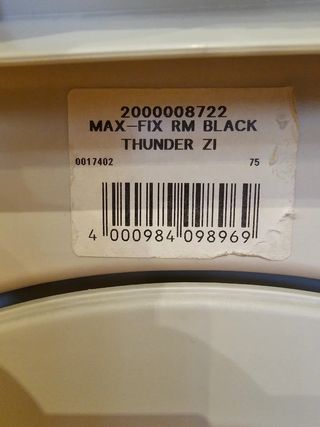 2000008722
MAX-FIX RM BLACK
THUNDER ZI
0017402 75
4 000984 098969